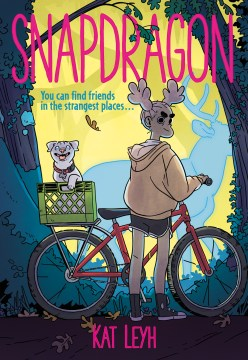 SNAPDRAGON
You can find friends
in the strangest places...
KAT LEYH